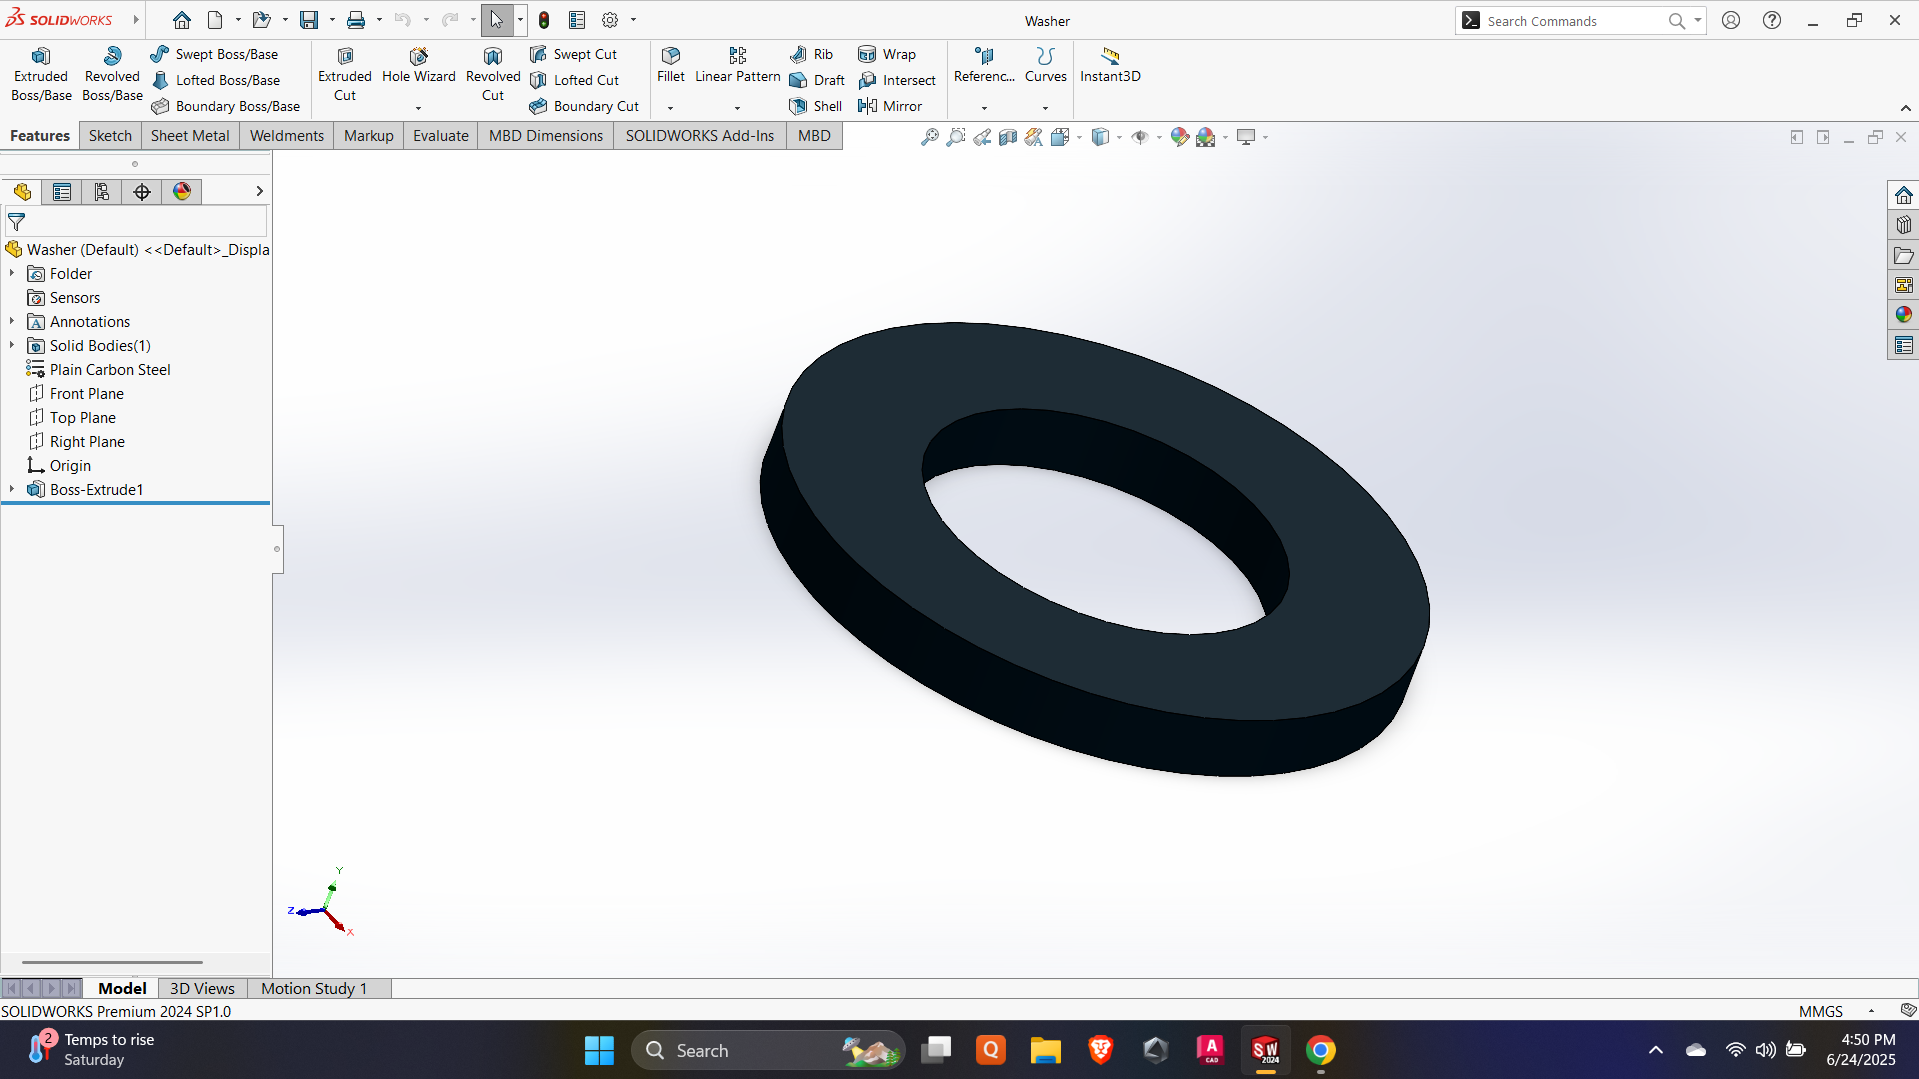 SOLIDWORKS
Washer
Search Commands
Extruded Boss/Base
Revolved Boss/Base
Swept Boss/Base
Lofted Boss/Base
Boundary Boss/Base
Extruded Cut
Hole Wizard
Revolved Cut
Swept Cut
Lofted Cut
Boundary Cut
Fillet
Linear Pattern
Rib
Draft
Shell
Wrap
Intersect
Mirror
Referenc...
Curves
Instant3D
Features
Sketch
Sheet Metal
Weldments
Markup
Evaluate
MBD Dimensions
SOLIDWORKS Add-Ins
MBD
Washer (Default) <<Default>_Displa
Folder
Sensors
Annotations
Solid Bodies(1)
Plain Carbon Steel
Front Plane
Top Plane
Right Plane
Origin
Boss-Extrude1
Y
Z
X
Model
3D Views
Motion Study 1
SOLIDWORKS Premium 2024 SP1.0
MMGS
2
Temps to rise
Saturday
Search
Q
A
CAD
SW
2024
4:50 PM
6/24/2025